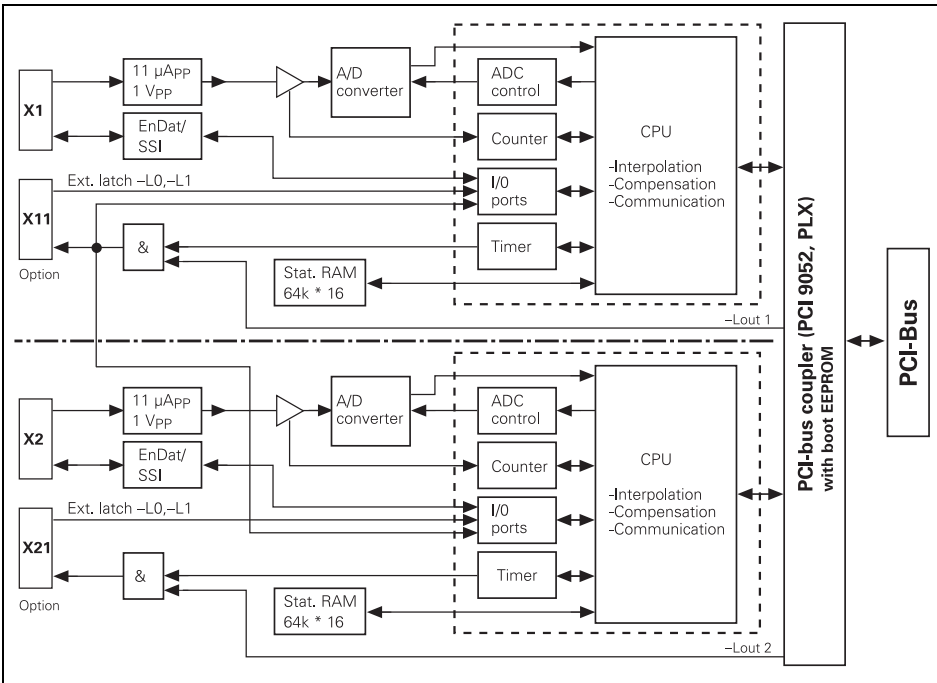 X1
11 µAPP
1 VPP
A/D
converter
ADC
control
CPU
-Interpolation
-Compensation
-Communication
EnDat/
SSI
Counter
Ext. latch –L0,–L1
I/0
ports
X11
Option
&
Timer
Stat. RAM
64k * 16
–Lout 1
X2
11 µAPP
1 VPP
A/D
converter
ADC
control
CPU
-Interpolation
-Compensation
-Communication
EnDat/
SSI
Counter
Ext. latch –L0,–L1
I/0
ports
X21
Option
&
Timer
Stat. RAM
64k * 16
–Lout 2
PCI-bus coupler (PCI 9052, PLX)
with boot EEPROM
PCI-Bus